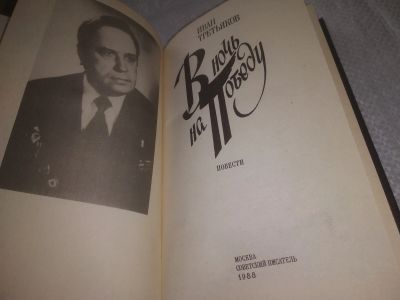 ИВАН
ТРЕТЬЯКОВ
В ночь
на Победу
ПОВЕСТИ
МОСКВА
СОВЕТСКИЙ ПИСАТЕЛЬ
1988